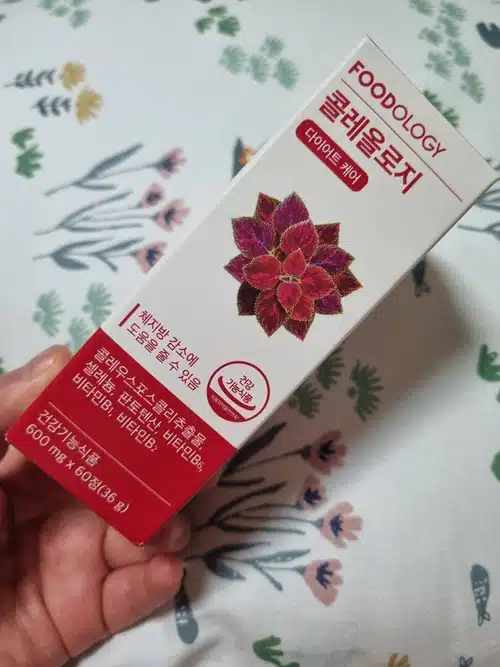 FOODOLOGY
콜레올로지
다이어트 케어
체지방 감소에
도움을 줄 수 있음
건강
기능식품
콜레우스포스콜리추출물,
셀레늄, 판토텐산, 비타민B₆,
비타민B₁, 비타민B₂
건강기능식품
600 mg x 60정(36 g)